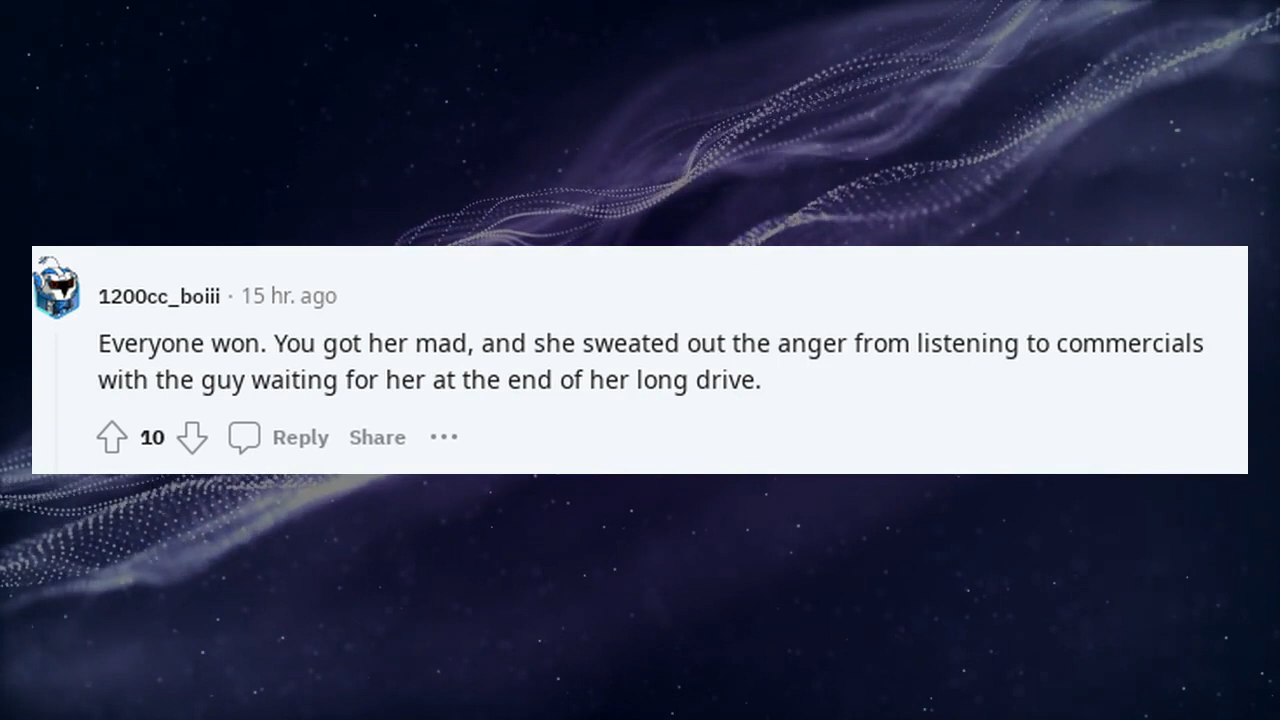 1200cc_boiii · 15 hr. ago
Everyone won. You got her mad, and she sweated out the anger from listening to commercials
with the guy waiting for her at the end of her long drive.
10 Reply Share •••